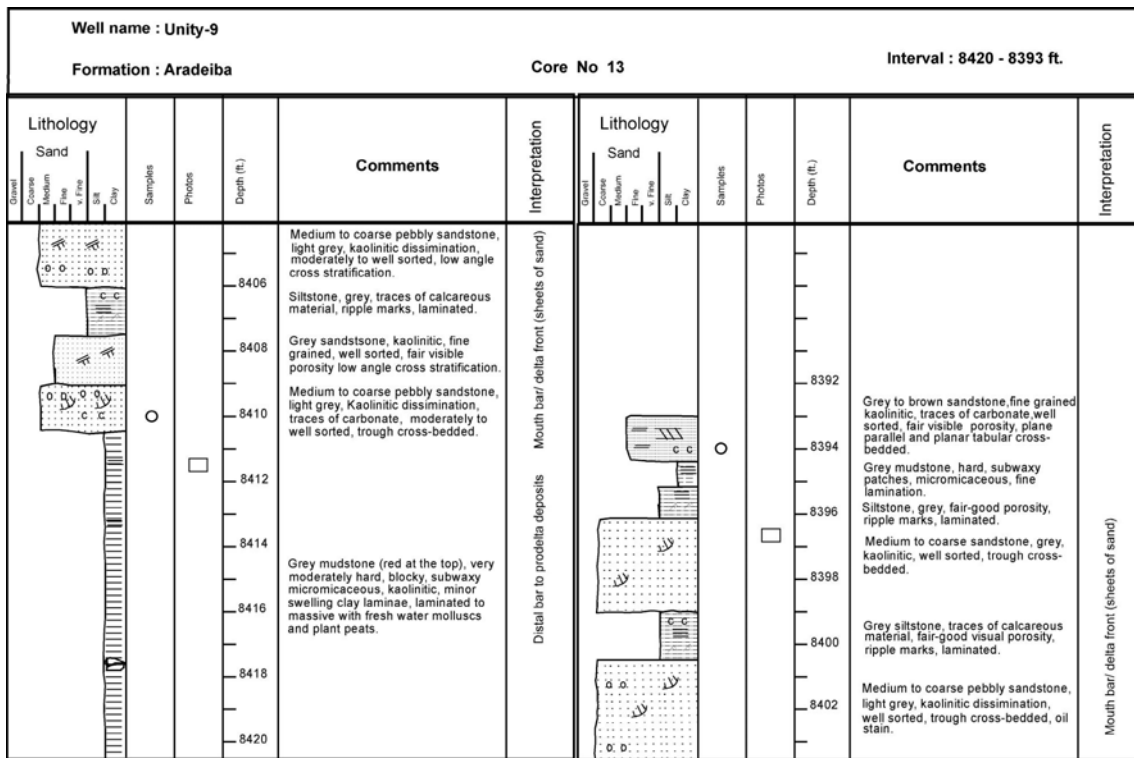 Well name : Unity-9
Formation : Aradeiba
Core No 13
Interval : 8420 - 8393 ft.
Lithology
Sand
Gravel
Coarse
Medium
Fine
v. Fine
Silt
Clay
Samples
Photos
Depth (ft.)
Comments
Interpretation
Medium to coarse pebbly sandstone,
light grey, kaolinitic dissimination,
moderately to well sorted, low angle
cross stratification.
Siltstone, grey, traces of calcareous
material, ripple marks, laminated.
Grey sandstsone, kaolinitic, fine
grained, well sorted, fair visible
porosity low angle cross stratification.
Medium to coarse pebbly sandstone,
light grey, Kaolinitic dissimination,
traces of carbonate, moderately to
well sorted, trough cross-bedded.
Grey mudstone (red at the top), very
moderately hard, blocky, subwaxy
micromicaceous, kaolinitic, minor
swelling clay laminae, laminated to
massive with fresh water molluscs
and plant peats.
8406
8408
8410
8412
8414
8416
8418
8420
C C
C C
Mouth bar/ delta front (sheets of sand)
Distal bar to prodelta deposits
Lithology
Sand
Gravel
Coarse
Medium
Fine
v. Fine
Silt
Clay
Samples
Photos
Depth (ft.)
Comments
Interpretation
8392
8394
8396
8398
8400
8402
C C
C C
Grey to brown sandstone,fine grained
kaolinitic, traces of carbonate,well
sorted, fair visible porosity, plane
parallel and planar tabular cross-
bedded.
Grey mudstone, hard, subwaxy
patches, micromicaceous, fine
lamination.
Siltstone, grey, fair-good porosity,
ripple marks, laminated.
Medium to coarse sandstone, grey,
kaolinitic, well sorted, trough cross-
bedded.
Grey siltstone, traces of calcareous
material, fair-good visual porosity,
ripple marks, laminated.
Medium to coarse pebbly sandstone,
light grey, kaolinitic dissimination,
well sorted, trough cross-bedded, oil
stain.
Mouth bar/ delta front (sheets of sand)